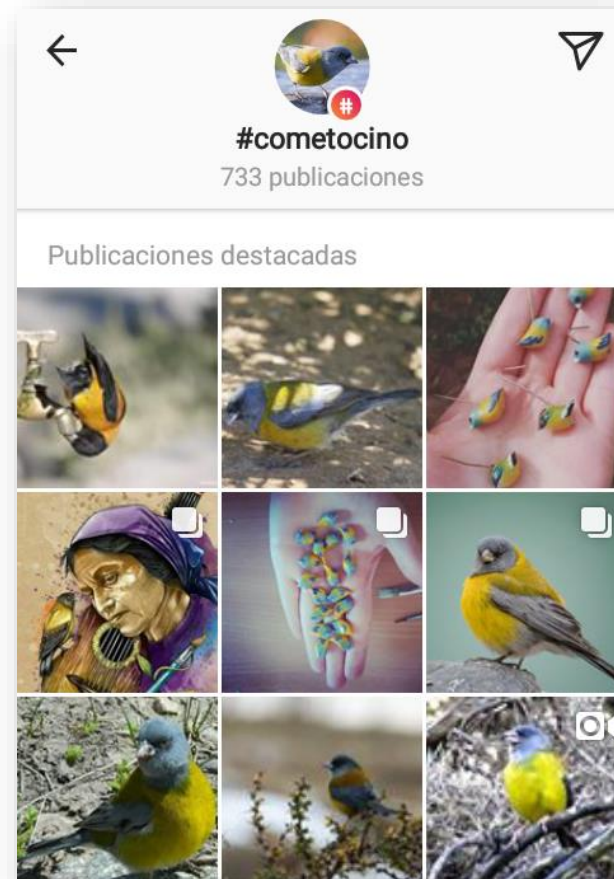 #
#cometocino
733 publicaciones
Publicaciones destacadas